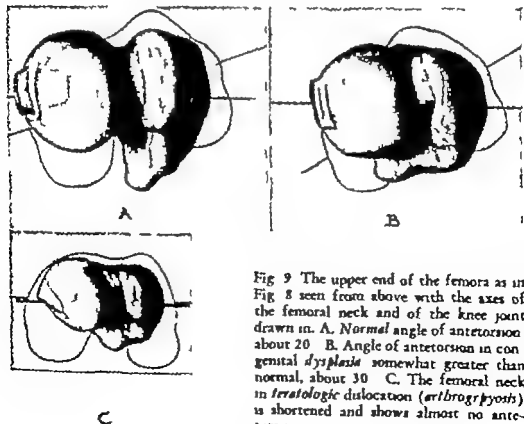 A
B
C
Fig 9 The upper end of the femora as in
Fig 8 seen from above with the axes of
the femoral neck and of the knee joint
drawn in. A. Normal angle of antetorsion
about 20 B. Angle of antetorsion in con
genital dysplasia somewhat greater than
normal, about 30 C. The femoral neck
in teratologic dislocation (arthrogryposis)
is shortened and shows almost no ante-